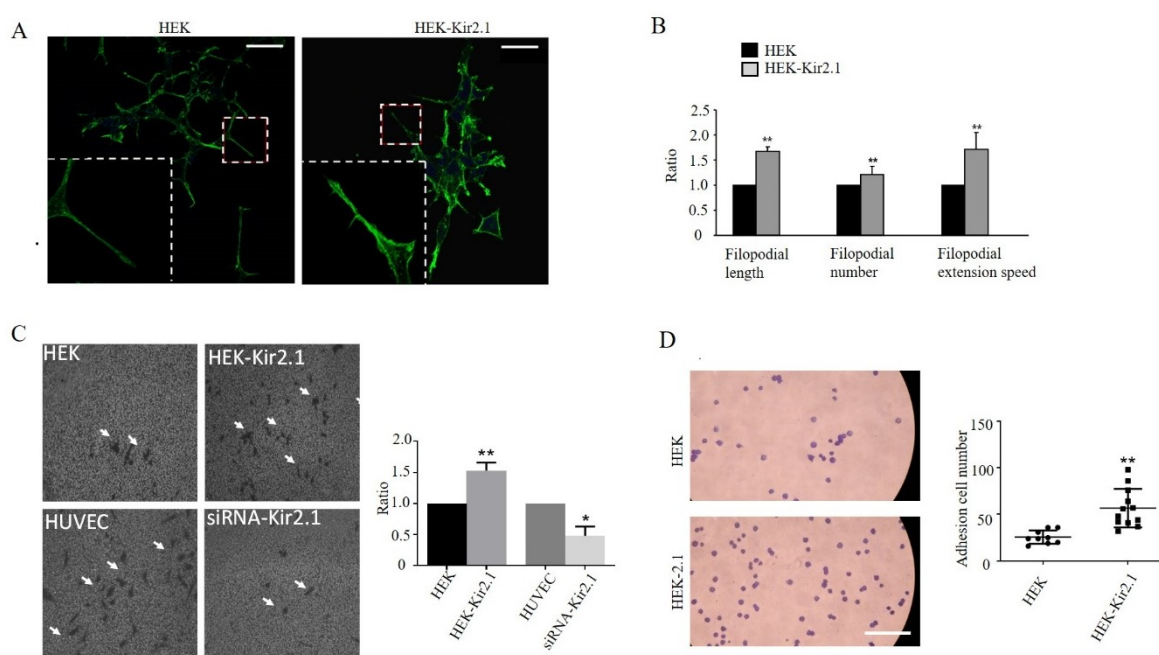 A
HEK
HEK-Kir2.1
B
HEK
HEK-Kir2.1
2.5
2.0
1.5
1.0
0.5
0
Ratio
**
**
**
Filopodial
length
Filopodial
number
Filopodial
extension speed
C
HEK
HEK-Kir2.1
HUVEC
siRNA-Kir2.1
2.0
1.5
1.0
0.5
0
Ratio
**
*
HEK
HEK-Kir2.1
HUVEC
siRNA-Kir2.1
D
HEK
HEK-2.1
150
100
50
0
Adhesion cell number
**
HEK
HEK-Kir2.1